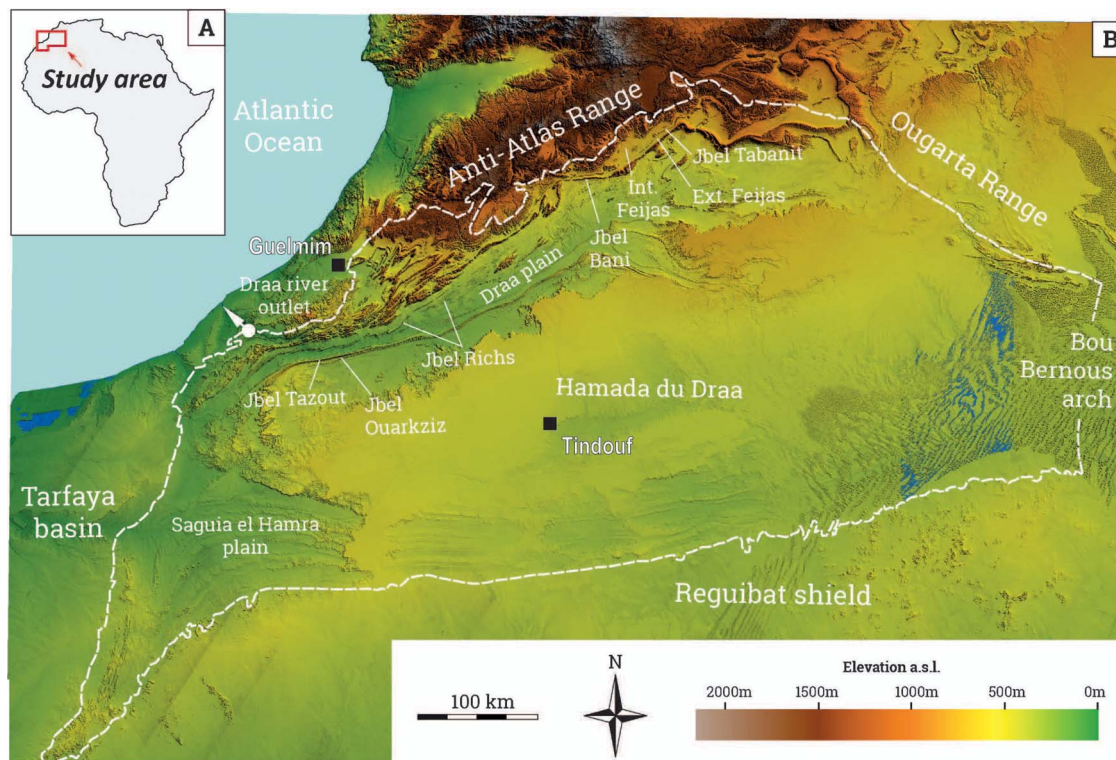 A
Study area
B
Atlantic
Ocean
Anti-Atlas Range
Ougarta Range
Jbel Tabanit
Int.
Feijas
Ext. Feijas
Jbel
Bani
Guelmim
Draa river
outlet
Draa plain
Jbel Richs
Jbel Tazout
Jbel
Ouarkziz
Hamada du Draa
Tindouf
Bou
Bernous
arch
Tarfaya
basin
Saguia el Hamra
plain
Reguibat shield
100 km
N
Elevation a.s.l.
2000m 1500m 1000m 500m 0m